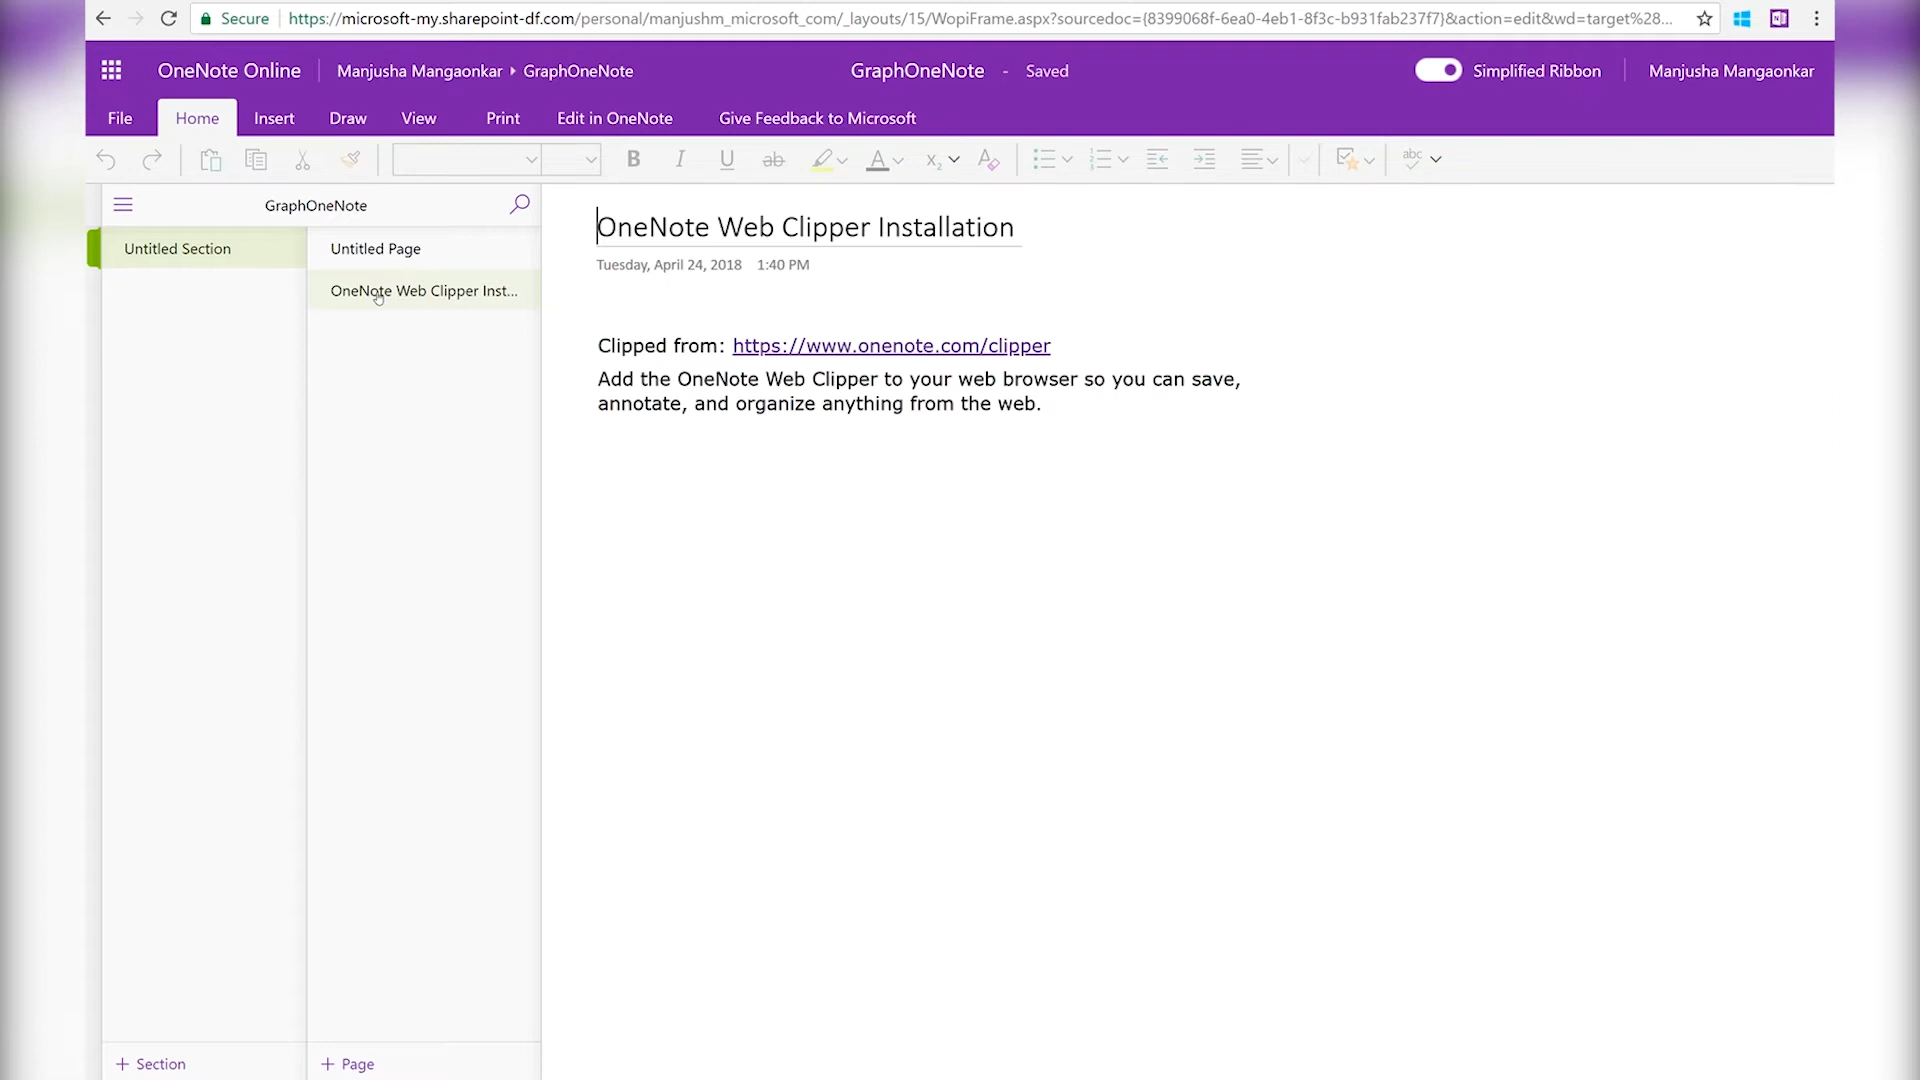 Secure https://microsoft-my.sharepoint-df.com/personal/manjushm_microsoft_com/_layouts/15/WopiFrame.aspx?sourcedoc={8399068f-6ea0-4eb1-8f3c-b931fab237f7}&action=edit&wd=target%28...
OneNote Online Manjusha Mangaonkar GraphOneNote GraphOneNote - Saved Simplified Ribbon Manjusha Mangaonkar
File Home Insert Draw View Print Edit in OneNote Give Feedback to Microsoft
B I U ab A x₂ A abc
GraphOneNote
Untitled Section
Untitled Page
OneNote Web Clipper Inst...
+ Section
+ Page
OneNote Web Clipper Installation
Tuesday, April 24, 2018 1:40 PM
Clipped from: https://www.onenote.com/clipper
Add the OneNote Web Clipper to your web browser so you can save,
annotate, and organize anything from the web.